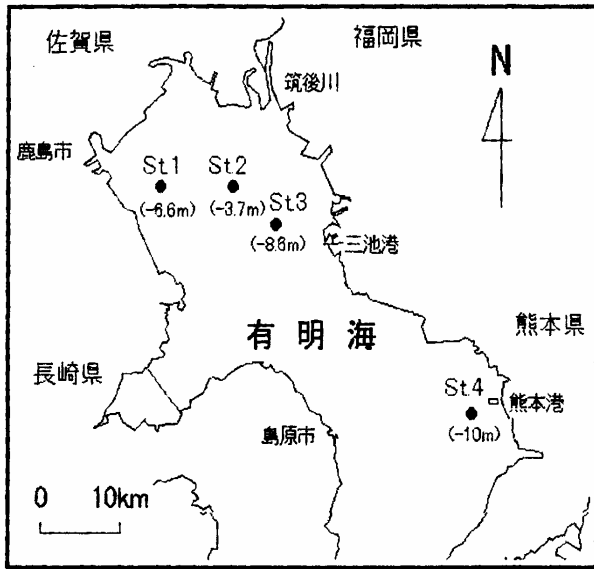 佐賀県
福岡県
筑後川
N
鹿島市
St.1
(-6.6m)
St.2
(-3.7m)
St.3
(-8.6m)
三池港
有明海
熊本県
長崎県
St.4
(-10m)
熊本港
島原市
0 10km